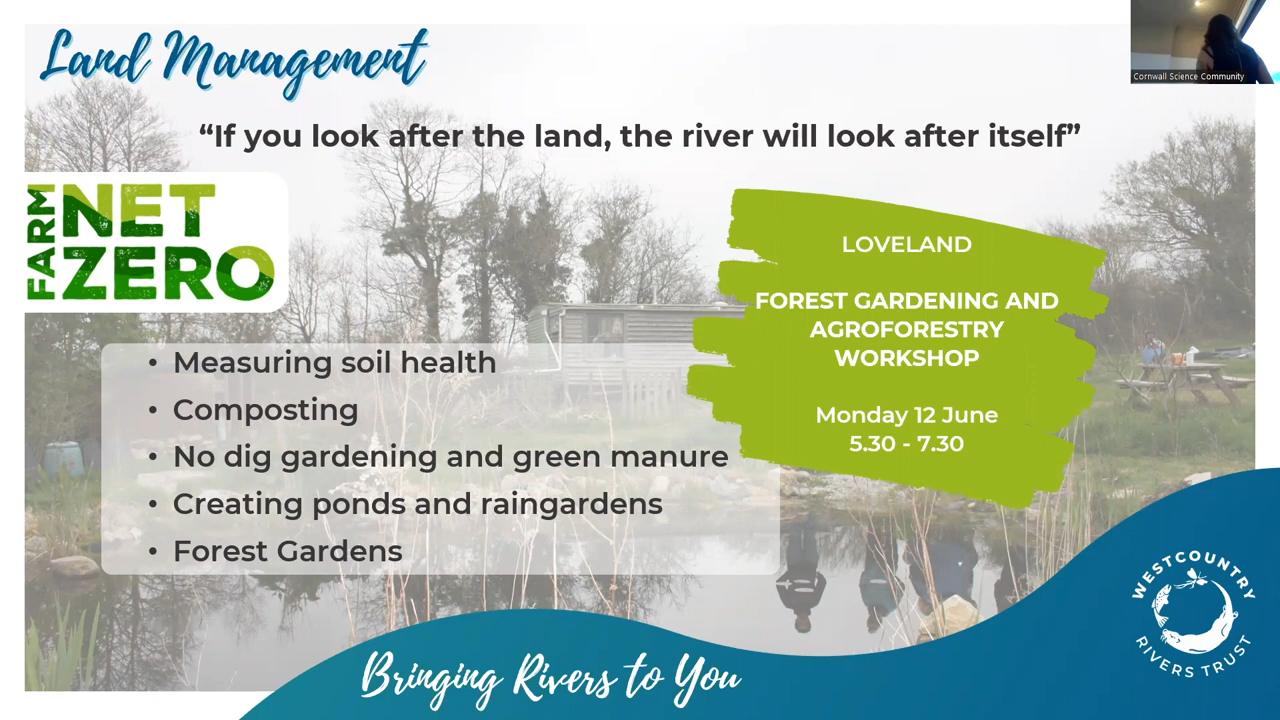 Land Management
Cornwall Science Community
“If you look after the land, the river will look after itself”
FARM
NET
ZERO
LOVELAND
FOREST GARDENING AND
AGROFORESTRY
WORKSHOP
Monday 12 June
5.30 - 7.30
• Measuring soil health
• Composting
• No dig gardening and green manure
• Creating ponds and raingardens
• Forest Gardens
WESTCOUNTRY
RIVERS TRUST
Bringing Rivers to You